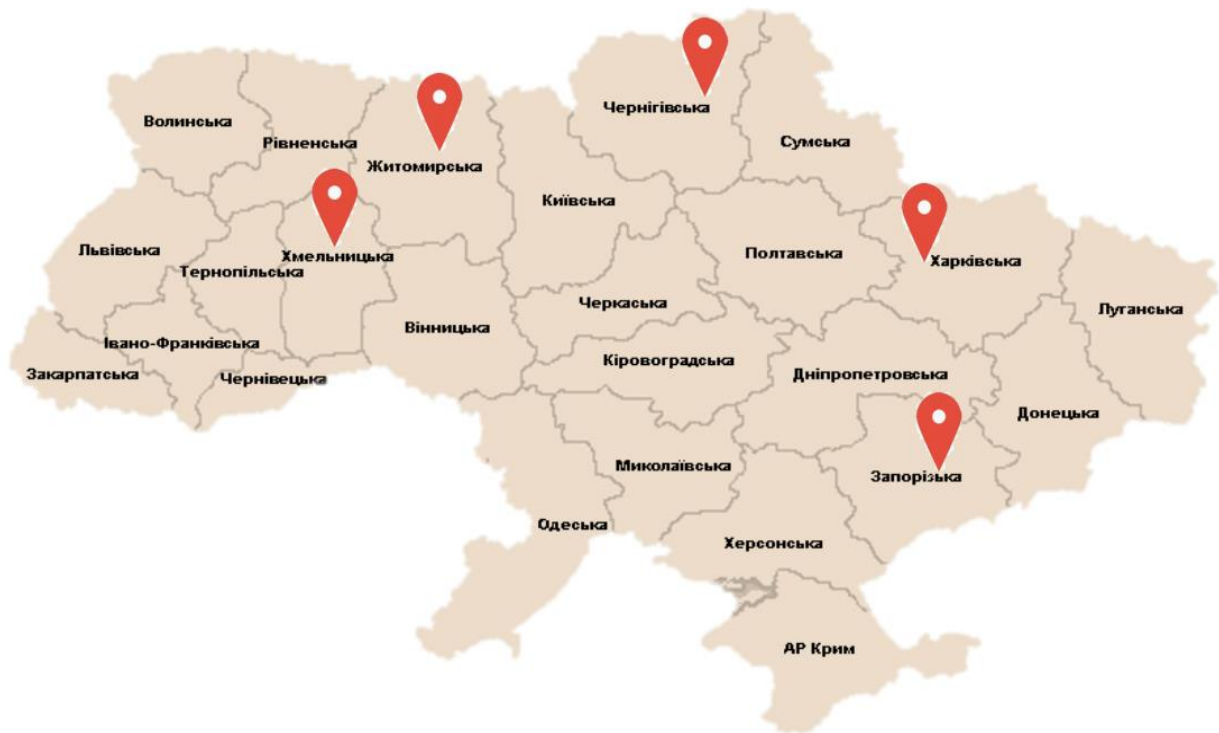 Чернігівська
Волинська
Рівненська
Сумська
Житомирська
Київська
Львівська
Хмельницька
Тернопільська
Полтавська
Харківська
Черкаська
Луганська
Вінницька
Івано-Франківська
Кіровоградська
Закарпатська
Чернівецька
Дніпропетровська
Донецька
Миколаївська
Запорізька
Одеська
Херсонська
АР Крим